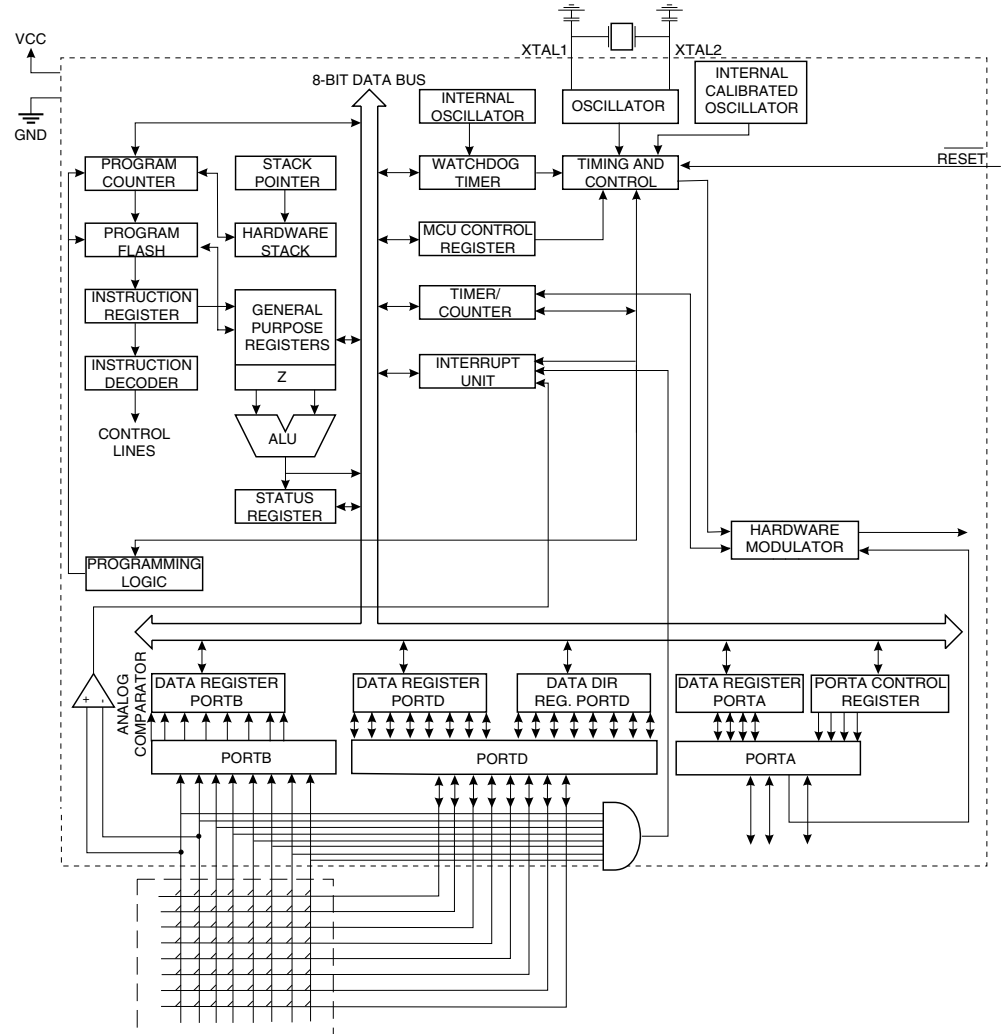 XTAL1
XTAL2
VCC
GND
8-BIT DATA BUS
INTERNAL
OSCILLATOR
OSCILLATOR
INTERNAL
CALIBRATED
OSCILLATOR
PROGRAM
COUNTER
STACK
POINTER
WATCHDOG
TIMER
TIMING AND
CONTROL
RESET
PROGRAM
FLASH
HARDWARE
STACK
MCU CONTROL
REGISTER
INSTRUCTION
REGISTER
GENERAL
PURPOSE
REGISTERS
TIMER/
COUNTER
INSTRUCTION
DECODER
Z
INTERRUPT
UNIT
CONTROL
LINES
ALU
STATUS
REGISTER
PROGRAMMING
LOGIC
HARDWARE
MODULATOR
+
-
ANALOG
COMPARATOR
DATA REGISTER
PORTB
DATA REGISTER
PORTD
DATA DIR
REG. PORTD
DATA REGISTER
PORTA
PORTA CONTROL
REGISTER
PORTB
PORTD
PORTA